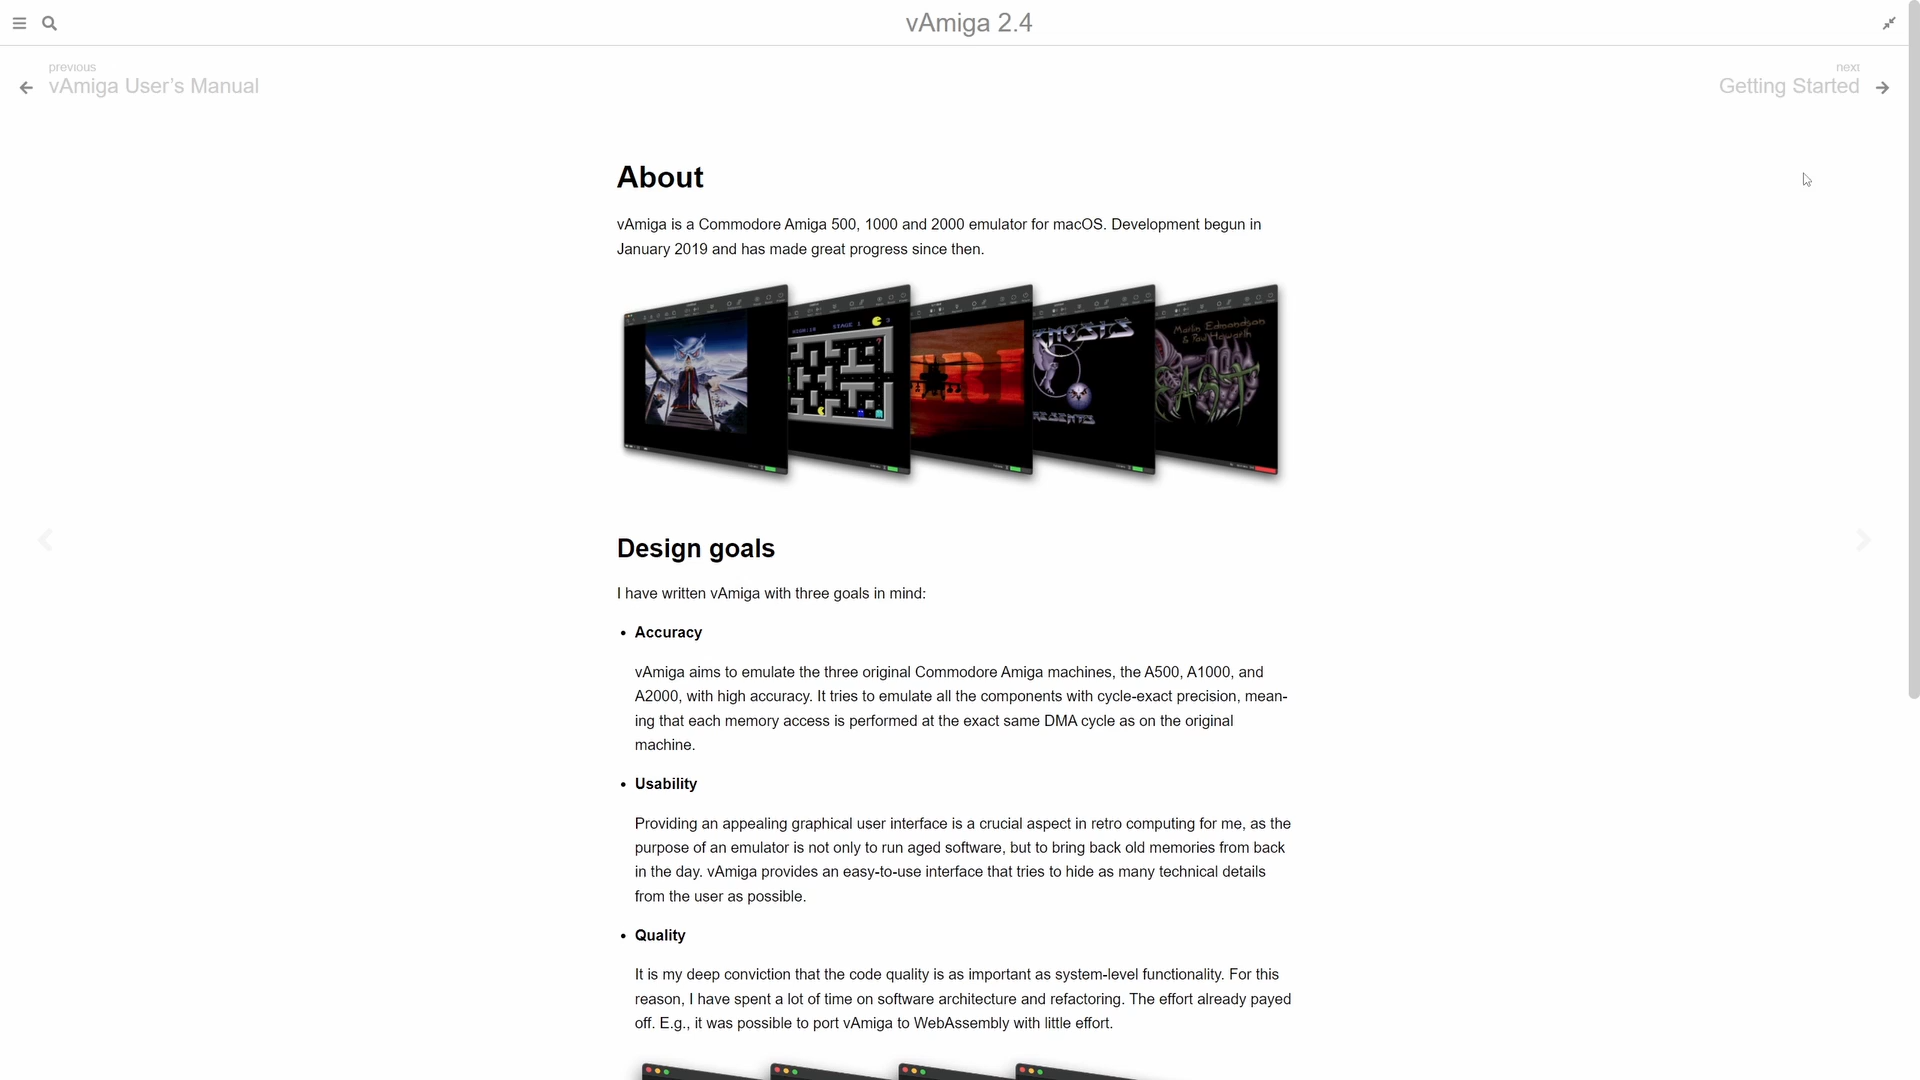 vAmiga 2.4
previous
vAmiga User’s Manual
next
Getting Started
About
vAmiga is a Commodore Amiga 500, 1000 and 2000 emulator for macOS. Development begun in
January 2019 and has made great progress since then.
STAGE 1
3
PRESENTS
Martin Edmondson
& Paul Howarth
Design goals
I have written vAmiga with three goals in mind:
• Accuracy
vAmiga aims to emulate the three original Commodore Amiga machines, the A500, A1000, and
A2000, with high accuracy. It tries to emulate all the components with cycle-exact precision, mean-
ing that each memory access is performed at the exact same DMA cycle as on the original
machine.
• Usability
Providing an appealing graphical user interface is a crucial aspect in retro computing for me, as the
purpose of an emulator is not only to run aged software, but to bring back old memories from back
in the day. vAmiga provides an easy-to-use interface that tries to hide as many technical details
from the user as possible.
• Quality
It is my deep conviction that the code quality is as important as system-level functionality. For this
reason, I have spent a lot of time on software architecture and refactoring. The effort already payed
off. E.g., it was possible to port vAmiga to WebAssembly with little effort.